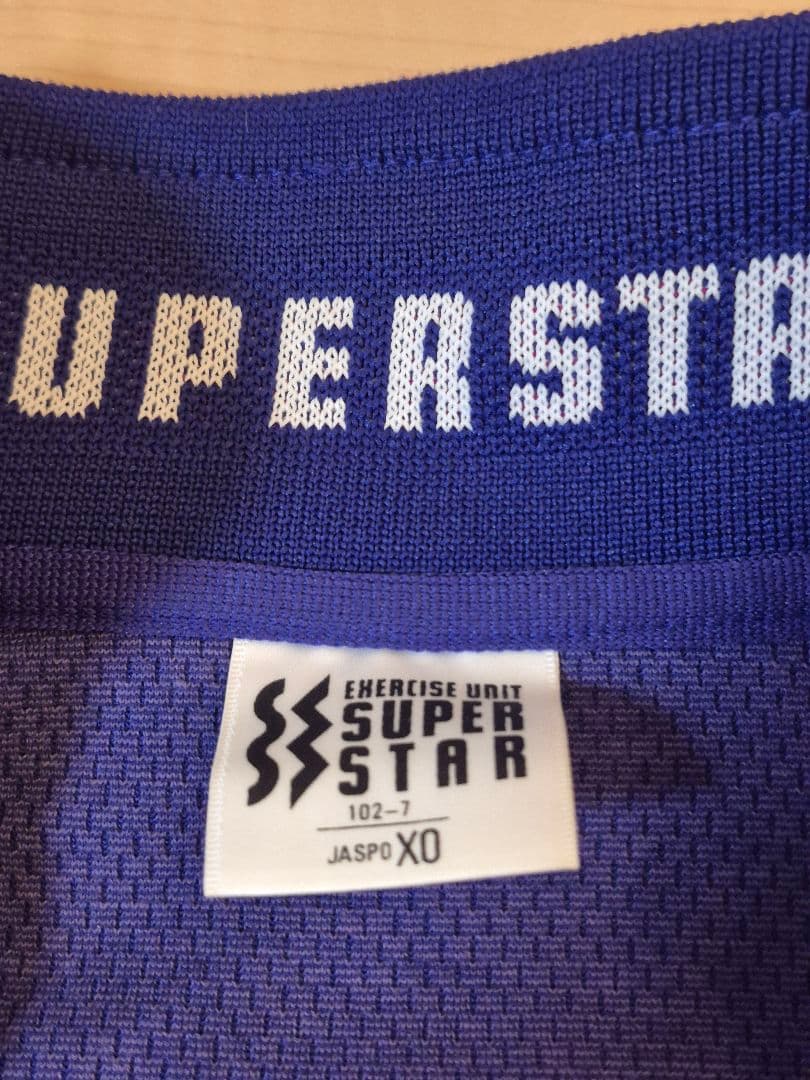 UPERSTA
EXERCISE UNIT
SUPER
STAR
102-7
JASPO XO